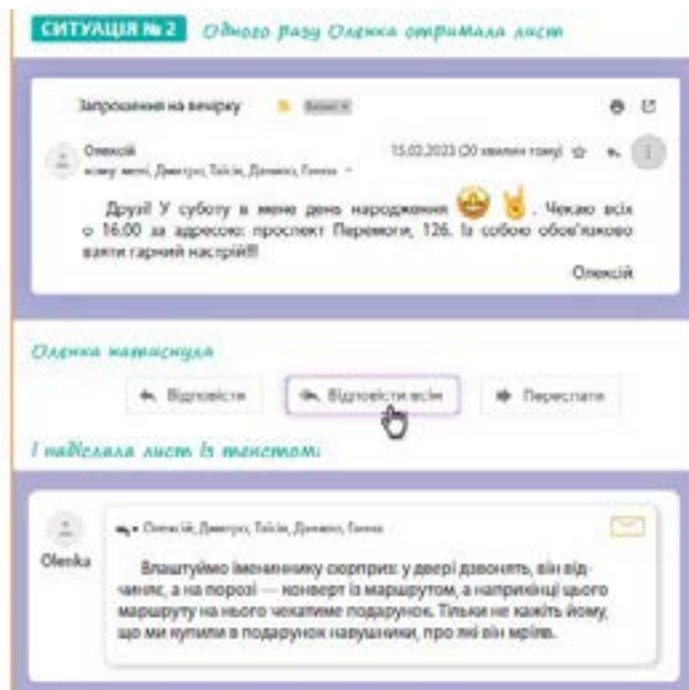 СИТУАЦІЯ № 2 Одного разу Оленка отримала лист
Запрошення на вечірку
Олексій 15.02.2023 (20 хвилин тому)
кому: мені, Дмитро, Таїсія, Данило, Ганна
Друзі! У суботу в мене день народження 🤩 🤘. Чекаю всіх
о 16:00 за адресою: проспект Перемоги, 126. Із собою обов'язково
взяти гарний настрій!!!
Олексій
Оленка натиснула
Відповісти Відповісти всім Переслати
І надіслала лист із текстом:
Олексій, Дмитро, Таїсія, Данило, Ганна
Olenka
Влаштуймо імениннику сюрприз: у двері дзвонять, він від-
чиняє, а на порозі — конверт із маршрутом, а наприкінці цього
маршруту на нього чекатиме подарунок. Тільки не кажіть йому,
що ми купили в подарунок навушники, про які він мріяв.